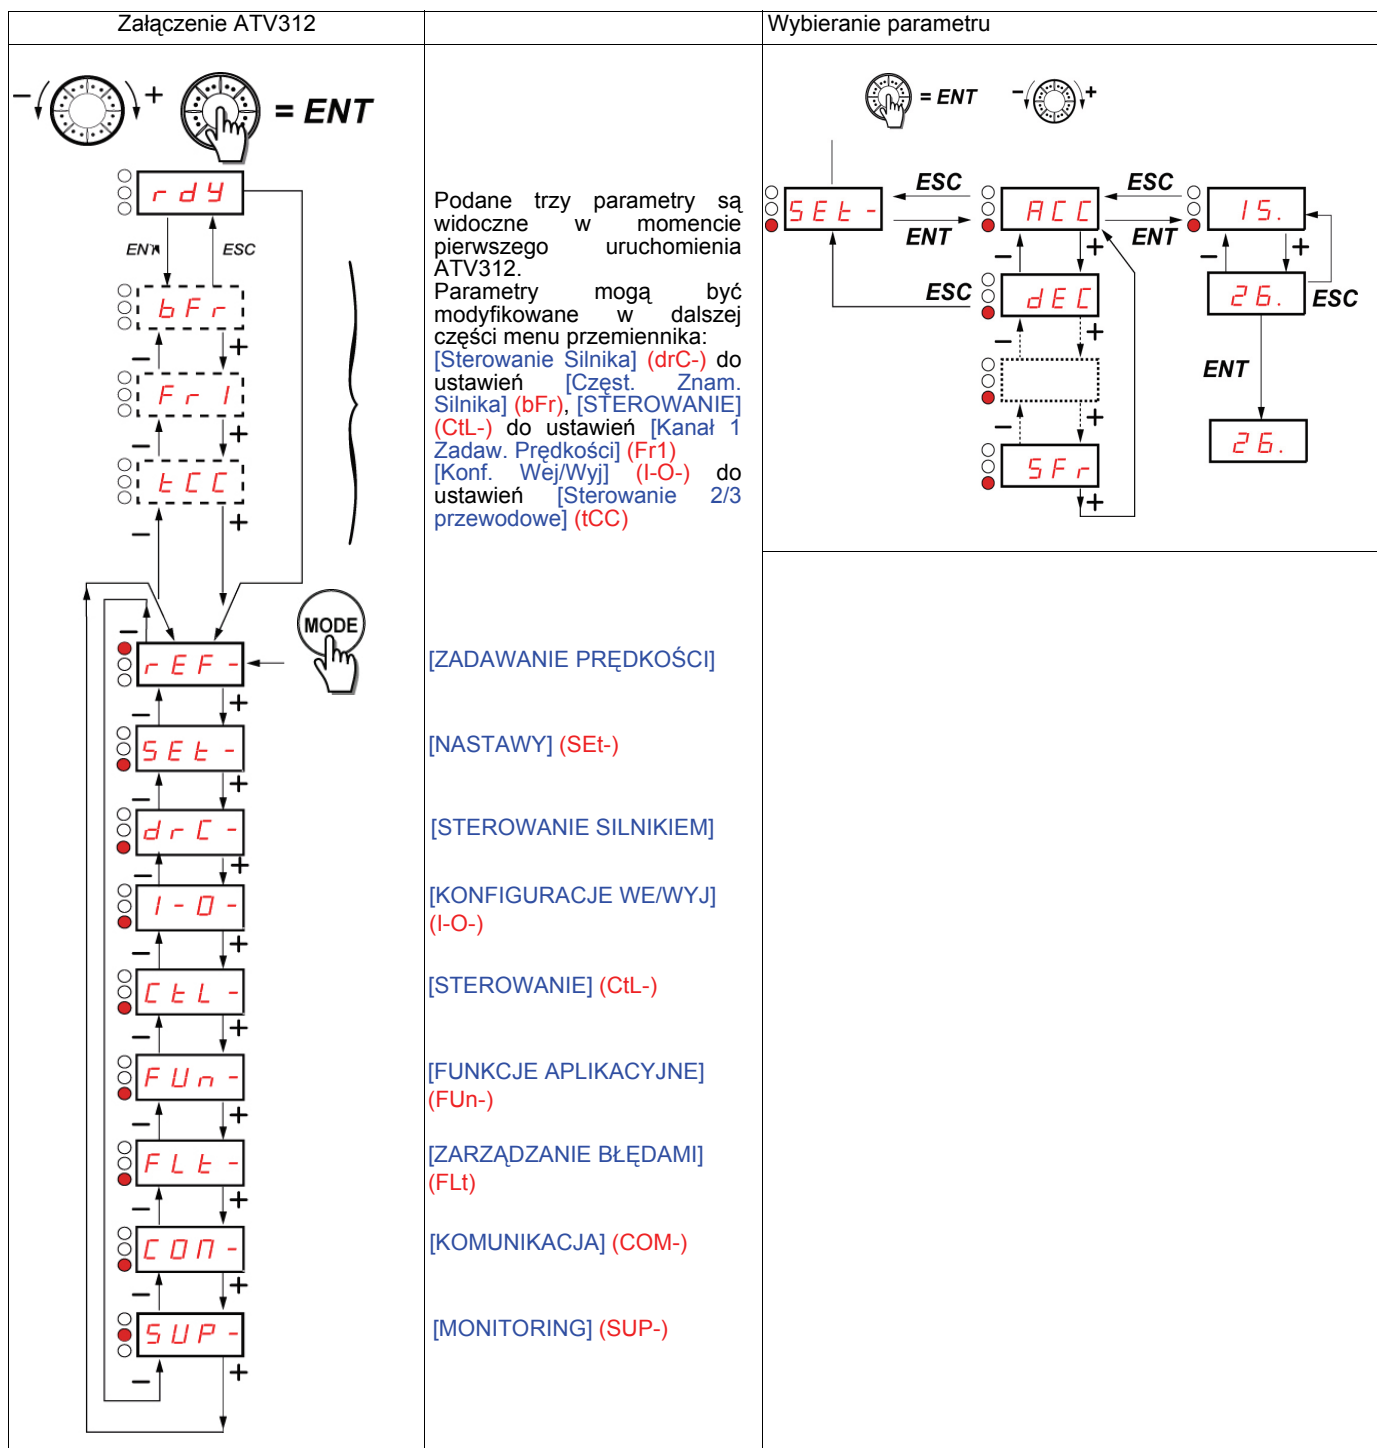 Załączenie ATV312
Wybieranie parametru
− + = ENT
rdY
ENT ESC
bFr
− +
Fr1
− +
tCC
− +
MODE
−
rEF -
− +
SEt -
− +
drC -
− +
I-O-
− +
CtL -
− +
FUn -
− +
FLt -
− +
COM -
− +
SUP -
− +
Podane trzy parametry są
widoczne w momencie
pierwszego uruchomienia
ATV312.
Parametry mogą być
modyfikowane w dalszej
części menu przemiennika:
[Sterowanie Silnika] (drC-) do
ustawień [Częst. Znam.
Silnika] (bFr), [STEROWANIE]
(CtL-) do ustawień [Kanał 1
Zadaw. Prędkości] (Fr1)
[Konf. Wej/Wyj] (I-O-) do
ustawień [Sterowanie 2/3
przewodowe] (tCC)
[ZADAWANIE PRĘDKOŚCI]
[NASTAWY] (SEt-)
[STEROWANIE SILNIKIEM]
[KONFIGURACJE WE/WYJ]
(I-O-)
[STEROWANIE] (CtL-)
[FUNKCJE APLIKACYJNE]
(FUn-)
[ZARZĄDZANIE BŁĘDAMI]
(FLt)
[KOMUNIKACJA] (COM-)
[MONITORING] (SUP-)
= ENT − +
SEt - ESC ENT ACC ESC ENT 15.
− + − +
ESC dEC 26. ESC
− +
ENT
− +
SFr 26.
+